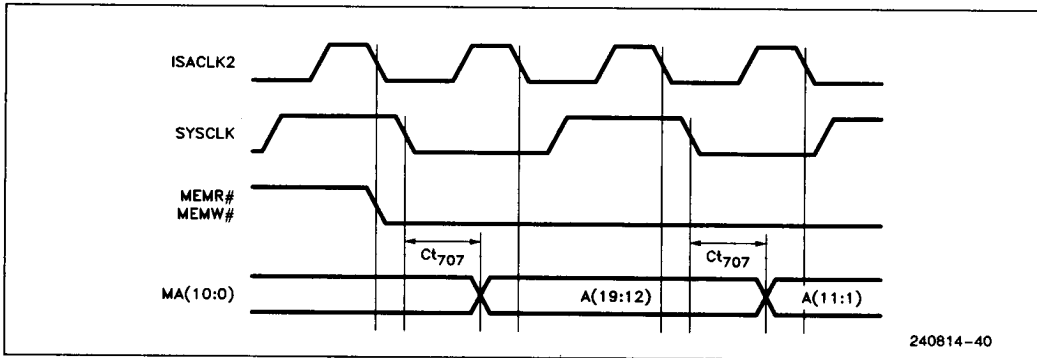 ISACLK2
SYSCLK
MEMR#
MEMW#
Ct707
Ct707
MA(10:0)
A(19:12)
A(11:1)
240814-40